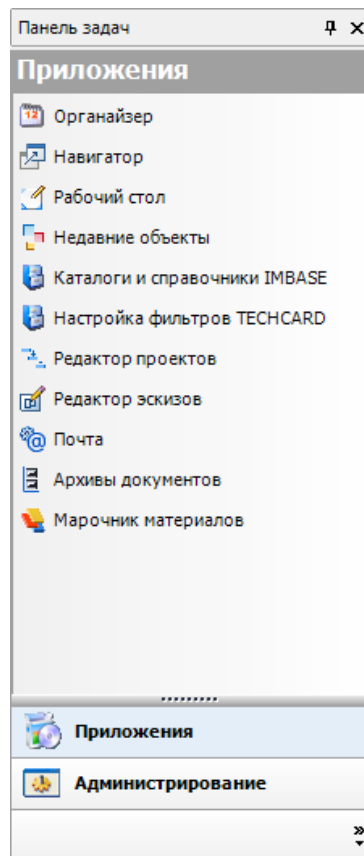 Панель задач
Приложения
12
Органайзер
Навигатор
Рабочий стол
Недавние объекты
Каталоги и справочники IMBASE
Настройка фильтров TECHCARD
Редактор проектов
Редактор эскизов
Почта
Архивы документов
Марочник материалов
Приложения
Администрирование